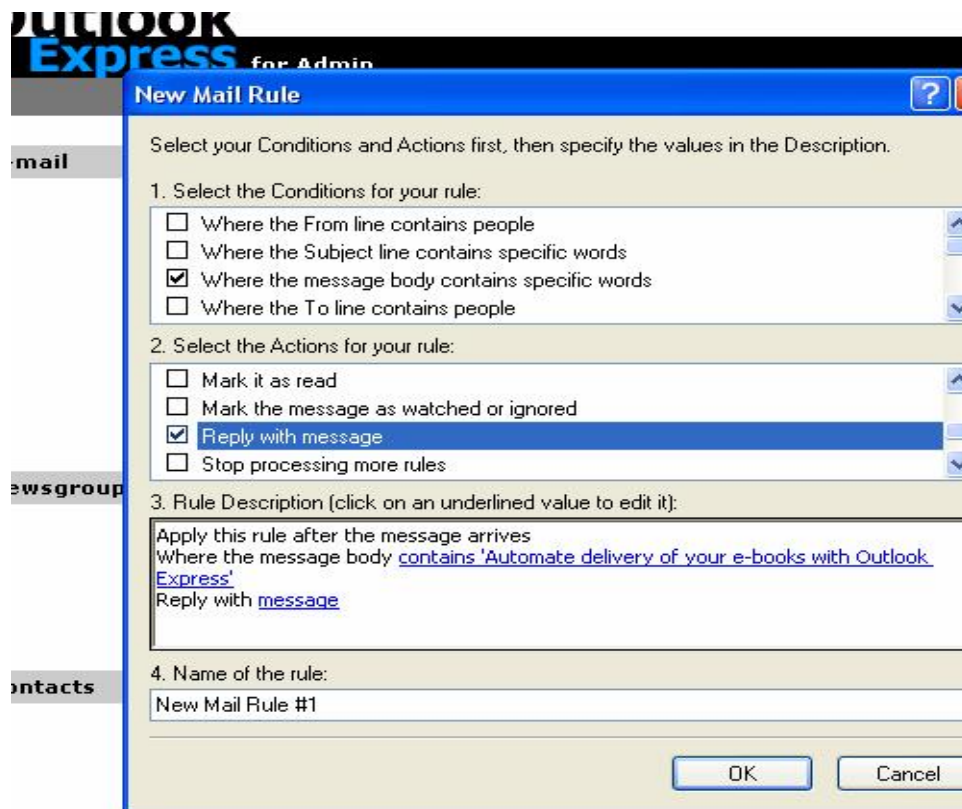 Outlook
Express for Admin
New Mail Rule
?
Select your Conditions and Actions first, then specify the values in the Description.
-mail
1. Select the Conditions for your rule:
Where the From line contains people
Where the Subject line contains specific words
Where the message body contains specific words
Where the To line contains people
2. Select the Actions for your rule:
Mark it as read
Mark the message as watched or ignored
Reply with message
Stop processing more rules
ewsgroup
3. Rule Description (click on an underlined value to edit it):
Apply this rule after the message arrives
Where the message body contains 'Automate delivery of your e-books with Outlook
Express'
Reply with message
4. Name of the rule:
ontacts
New Mail Rule #1
OK Cancel